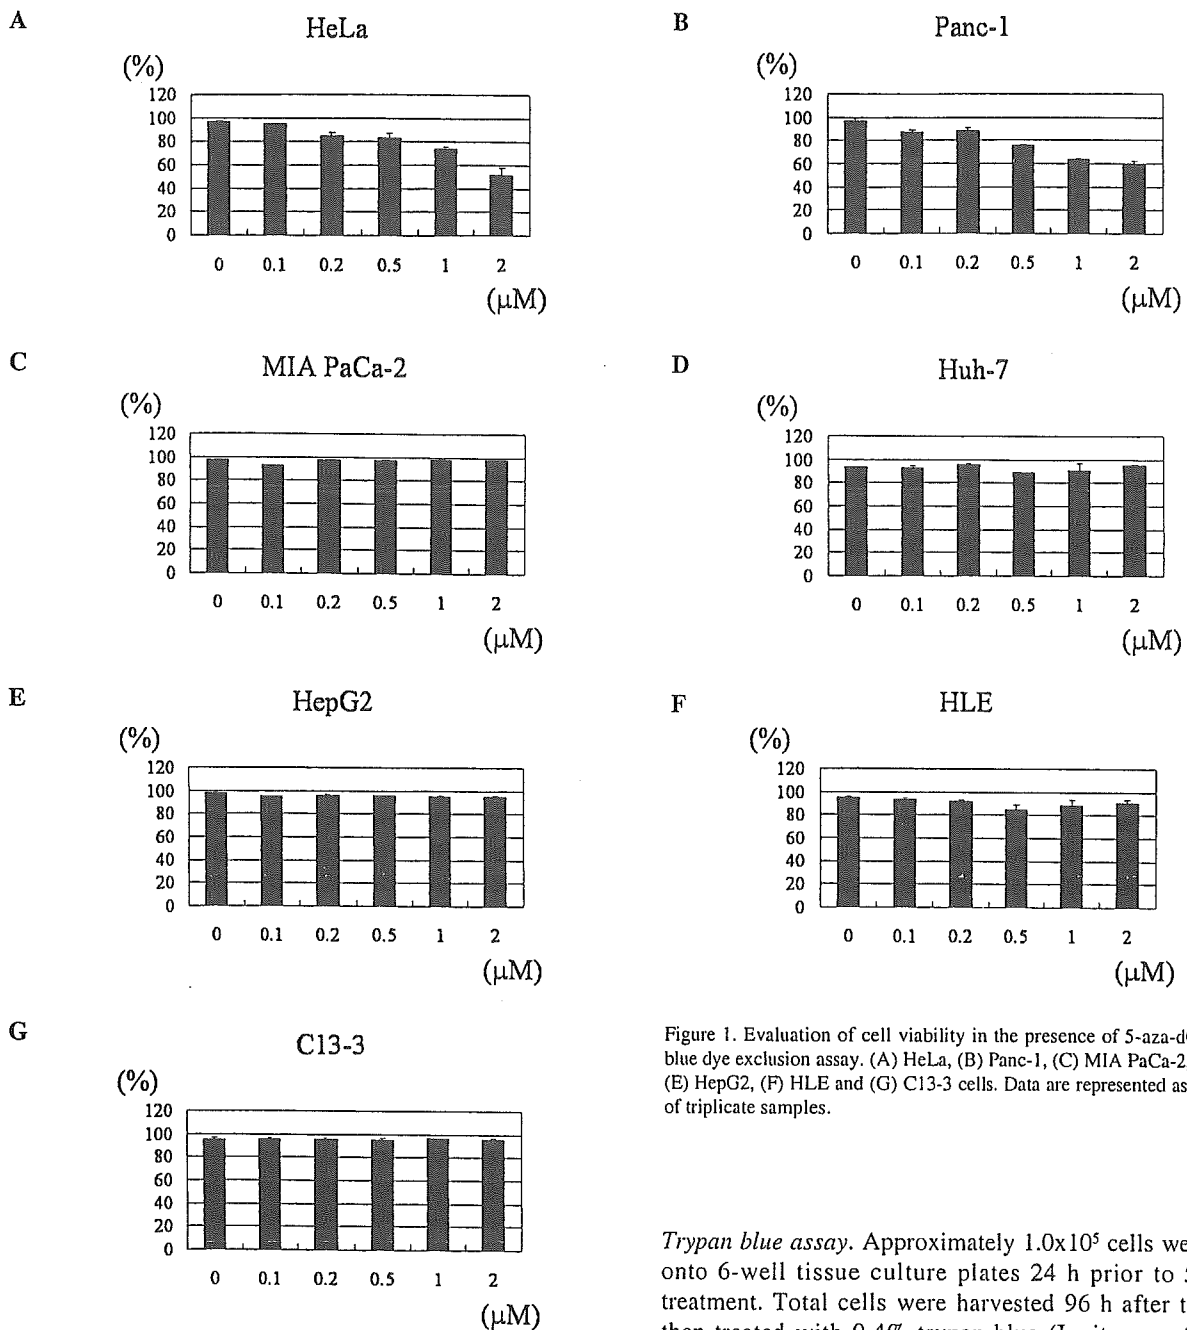 A
HeLa
(%)
120
100
80
60
40
20
0
0 0.1 0.2 0.5 1 2
(μM)
B
Panc-1
(%)
120
100
80
60
40
20
0
0 0.1 0.2 0.5 1 2
(μM)
C
MIA PaCa-2
(%)
120
100
80
60
40
20
0
0 0.1 0.2 0.5 1 2
(μM)
D
Huh-7
(%)
120
100
80
60
40
20
0
0 0.1 0.2 0.5 1 2
(μM)
E
HepG2
(%)
120
100
80
60
40
20
0
0 0.1 0.2 0.5 1 2
(μM)
F
HLE
(%)
120
100
80
60
40
20
0
0 0.1 0.2 0.5 1 2
(μM)
G
C13-3
(%)
120
100
80
60
40
20
0
0 0.1 0.2 0.5 1 2
(μM)
Figure 1. Evaluation of cell viability in the presence of 5-aza-d
blue dye exclusion assay. (A) HeLa, (B) Panc-1, (C) MIA PaCa-2
(E) HepG2, (F) HLE and (G) C13-3 cells. Data are represented as
of triplicate samples.
Trypan blue assay. Approximately 1.0x10⁵ cells we
onto 6-well tissue culture plates 24 h prior to
treatment. Total cells were harvested 96 h after t
then treated with 0.4% trypan blue